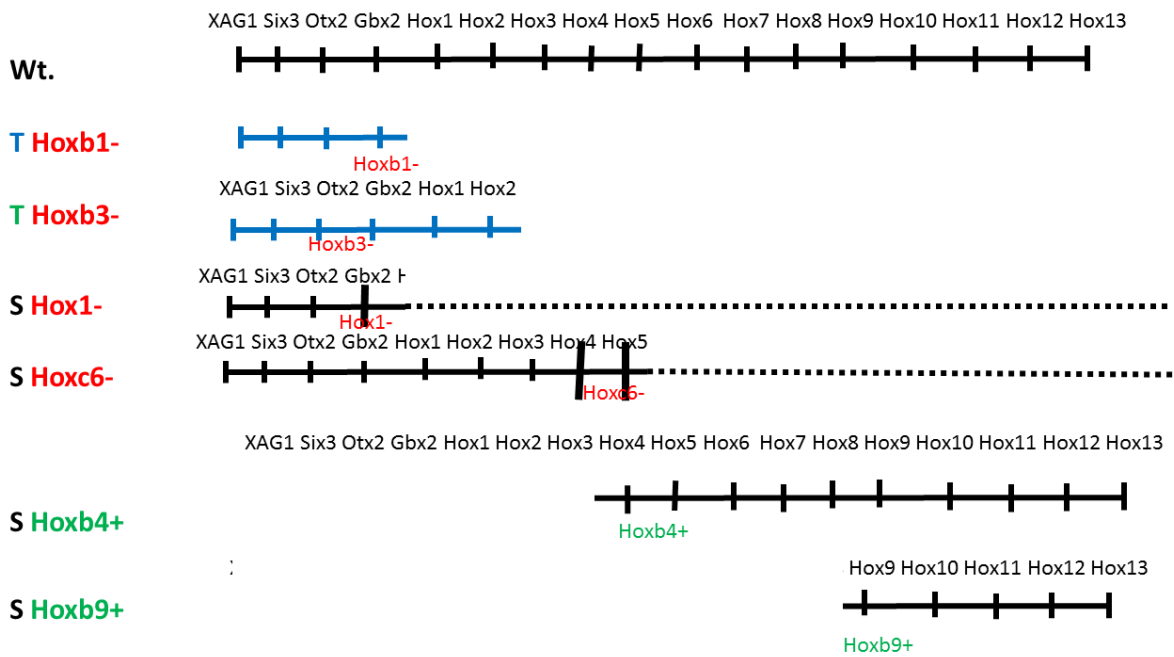 XAG1 Six3 Otx2 Gbx2 Hox1 Hox2 Hox3 Hox4 Hox5 Hox6 Hox7 Hox8 Hox9 Hox10 Hox11 Hox12 Hox13
Wt.
T Hoxb1-
Hoxb1-
XAG1 Six3 Otx2 Gbx2 Hox1 Hox2
T Hoxb3-
Hoxb3-
XAG1 Six3 Otx2 Gbx2
S Hox1-
Hox1-
XAG1 Six3 Otx2 Gbx2 Hox1 Hox2 Hox3 Hox4 Hox5
S Hoxc6-
Hoxc6-
XAG1 Six3 Otx2 Gbx2 Hox1 Hox2 Hox3 Hox4 Hox5 Hox6 Hox7 Hox8 Hox9 Hox10 Hox11 Hox12 Hox13
S Hoxb4+
Hoxb4+
Hox9 Hox10 Hox11 Hox12 Hox13
S Hoxb9+
Hoxb9+